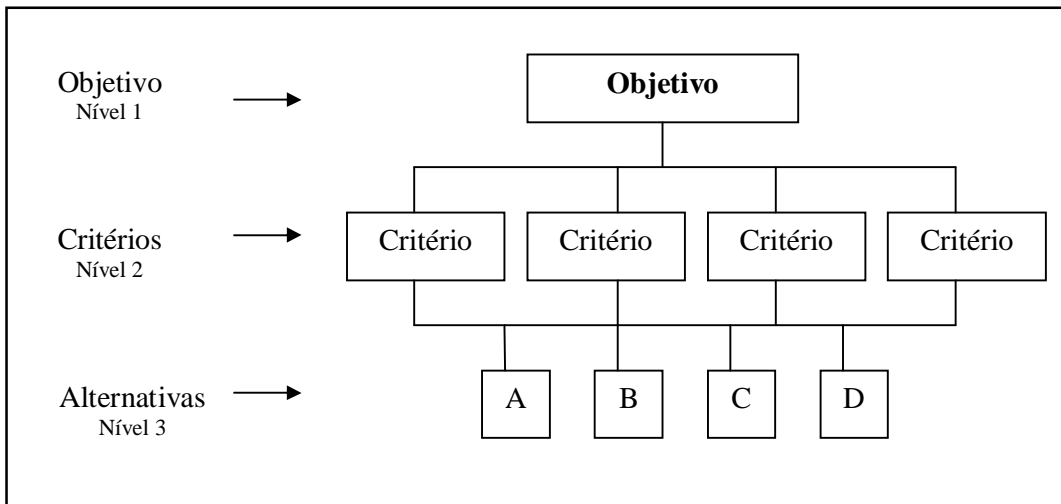 Objetivo
Nível 1
Objetivo
Critérios
Nível 2
Critério
Critério
Critério
Critério
Alternativas
Nível 3
A
B
C
D